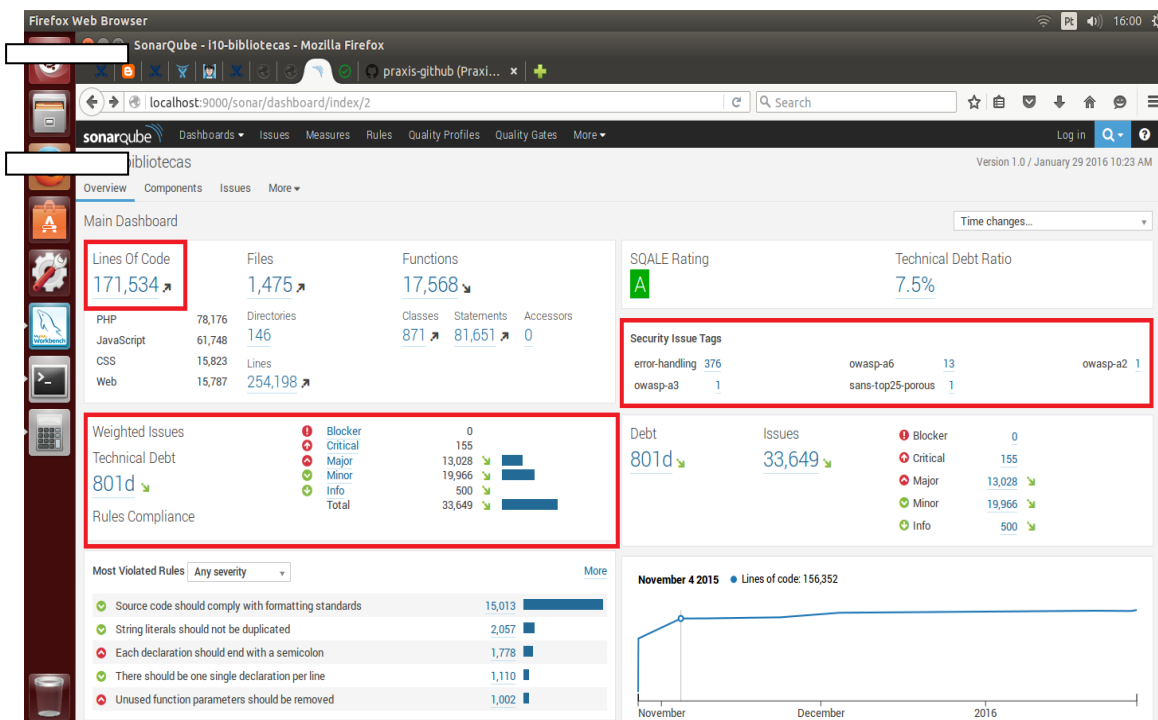 Firefox Web Browser
Pt 16:00
SonarQube - i10-bibliotecas - Mozilla Firefox
praxis-github (Praxi... ×
localhost:9000/sonar/dashboard/index/2
Search
sonarqube Dashboards Issues Measures Rules Quality Profiles Quality Gates More Log in
bibliotecas
Version 1.0 / January 29 2016 10:23 AM
Overview Components Issues More
Main Dashboard
Time changes...
Lines Of Code Files Functions
171,534 1,475 17,568
PHP 78,176
JavaScript 61,748
CSS 15,823
Web 15,787
Directories
146
Lines
254,198
Classes Statements Accessors
871 81,651 0
SQALE Rating Technical Debt Ratio
A 7.5%
Security Issue Tags
error-handling 376 owasp-a6 13 owasp-a2 1
owasp-a3 1 sans-top25-porous 1
Weighted Issues
Technical Debt
801d
Rules Compliance
Blocker 0
Critical 155
Major 13,028
Minor 19,966
Info 500
Total 33,649
Debt Issues
801d 33,649
Blocker 0
Critical 155
Major 13,028
Minor 19,966
Info 500
Most Violated Rules Any severity More
Source code should comply with formatting standards 15,013
String literals should not be duplicated 2,057
Each declaration should end with a semicolon 1,778
There should be one single declaration per line 1,110
Unused function parameters should be removed 1,002
November 4 2015 Lines of code: 156,352
November December 2016